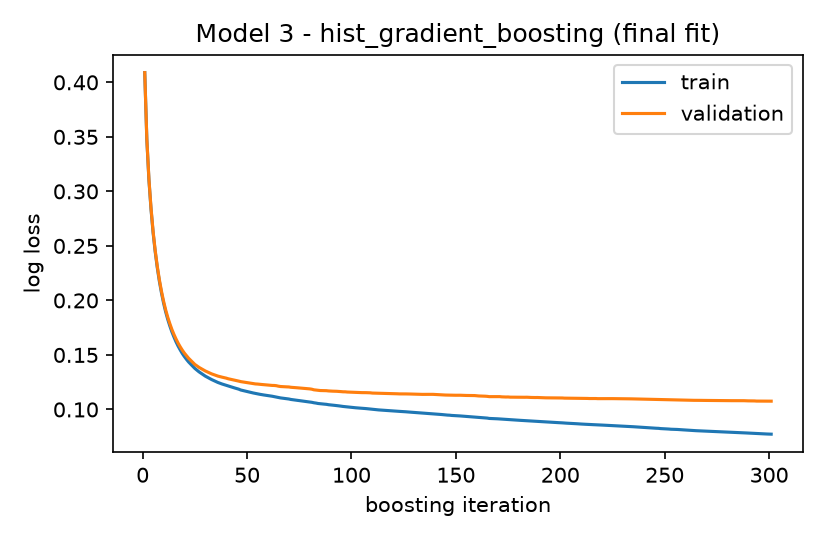 Model 3 - hist_gradient_boosting (final fit)
train
validation
log loss
0.40
0.35
0.30
0.25
0.20
0.15
0.10
0
50
100
150
200
250
300
boosting iteration